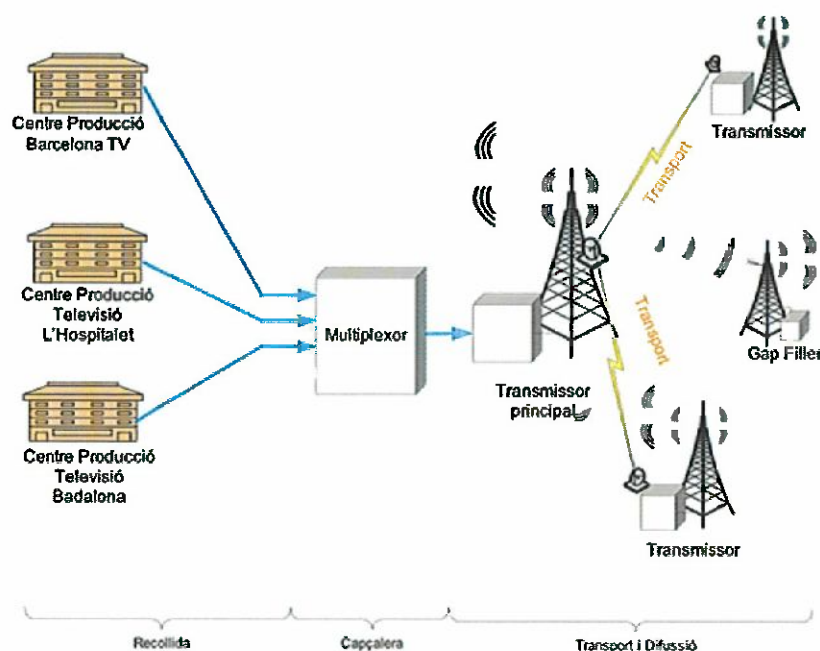 Centre Producció
Barcelona TV
Centre Producció
Televisió
L'Hospitalet
Centre Producció
Televisió
Badalona
Multiplexor
Transmissor
principal
Transport
Transport
Transmissor
Gap Filler
Transmissor
Recollida
Capçalera
Transport i Difussió